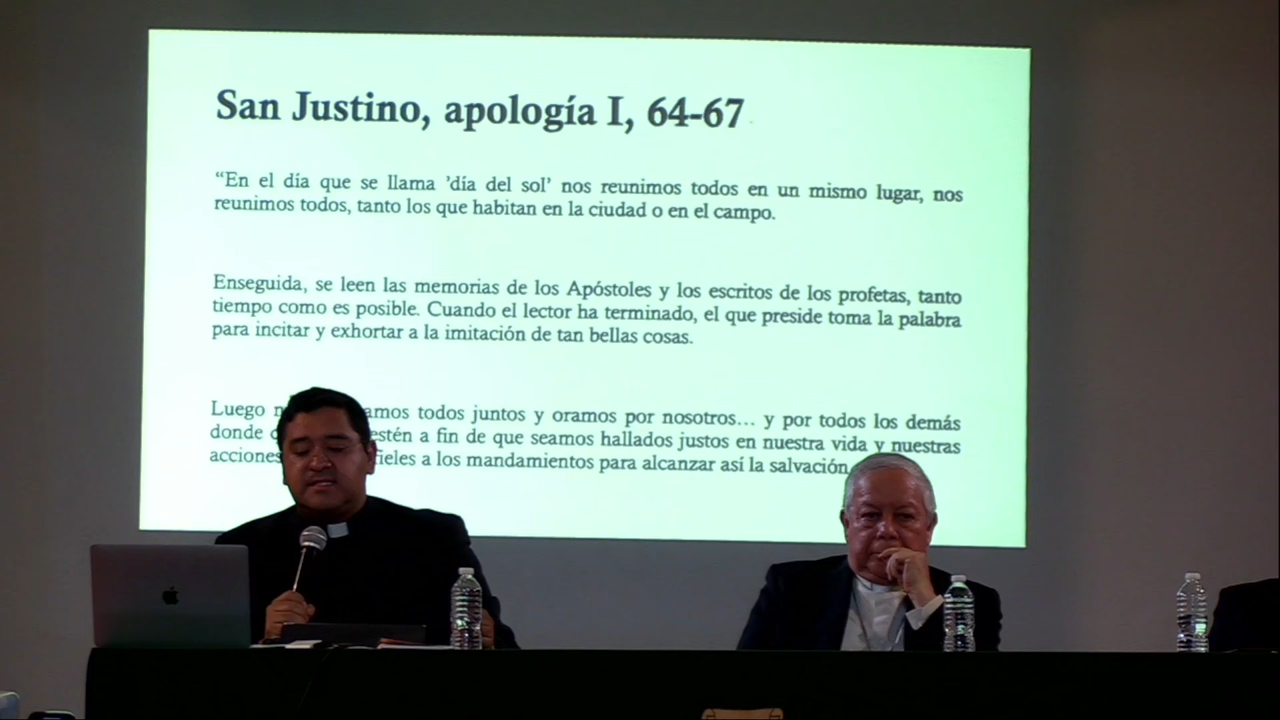 San Justino, apología I, 64-67
“En el día que se llama ’día del sol’ nos reunimos todos en un mismo lugar, nos
reunimos todos, tanto los que habitan en la ciudad o en el campo.
Enseguida, se leen las memorias de los Apóstoles y los escritos de los profetas, tanto
tiempo como es posible. Cuando el lector ha terminado, el que preside toma la palabra
para incitar y exhortar a la imitación de tan bellas cosas.
Luego amos todos juntos y oramos por nosotros... y por todos los demás
donde estén a fin de que seamos hallados justos en nuestra vida y nuestras
acciones fieles a los mandamientos para alcanzar así la salvación